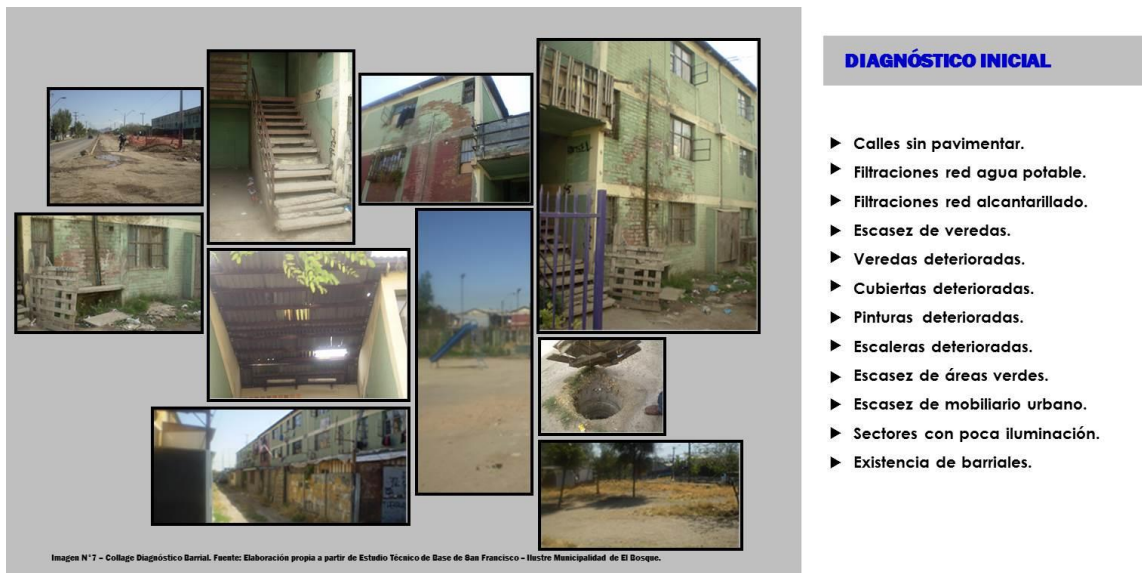 DIAGNÓSTICO INICIAL
► Calles sin pavimentar.
► Filtraciones red agua potable.
► Filtraciones red alcantarillado.
► Escasez de veredas.
► Veredas deterioradas.
► Cubiertas deterioradas.
► Pinturas deterioradas.
► Escaleras deterioradas.
► Escasez de áreas verdes.
► Escasez de mobiliario urbano.
► Sectores con poca iluminación.
► Existencia de barriales.
Imagen N°7 – Collage Diagnóstico Barrial. Fuente: Elaboración propia a partir de Estudio Técnico de Base de San Francisco – Ilustre Municipalidad de El Bosque.